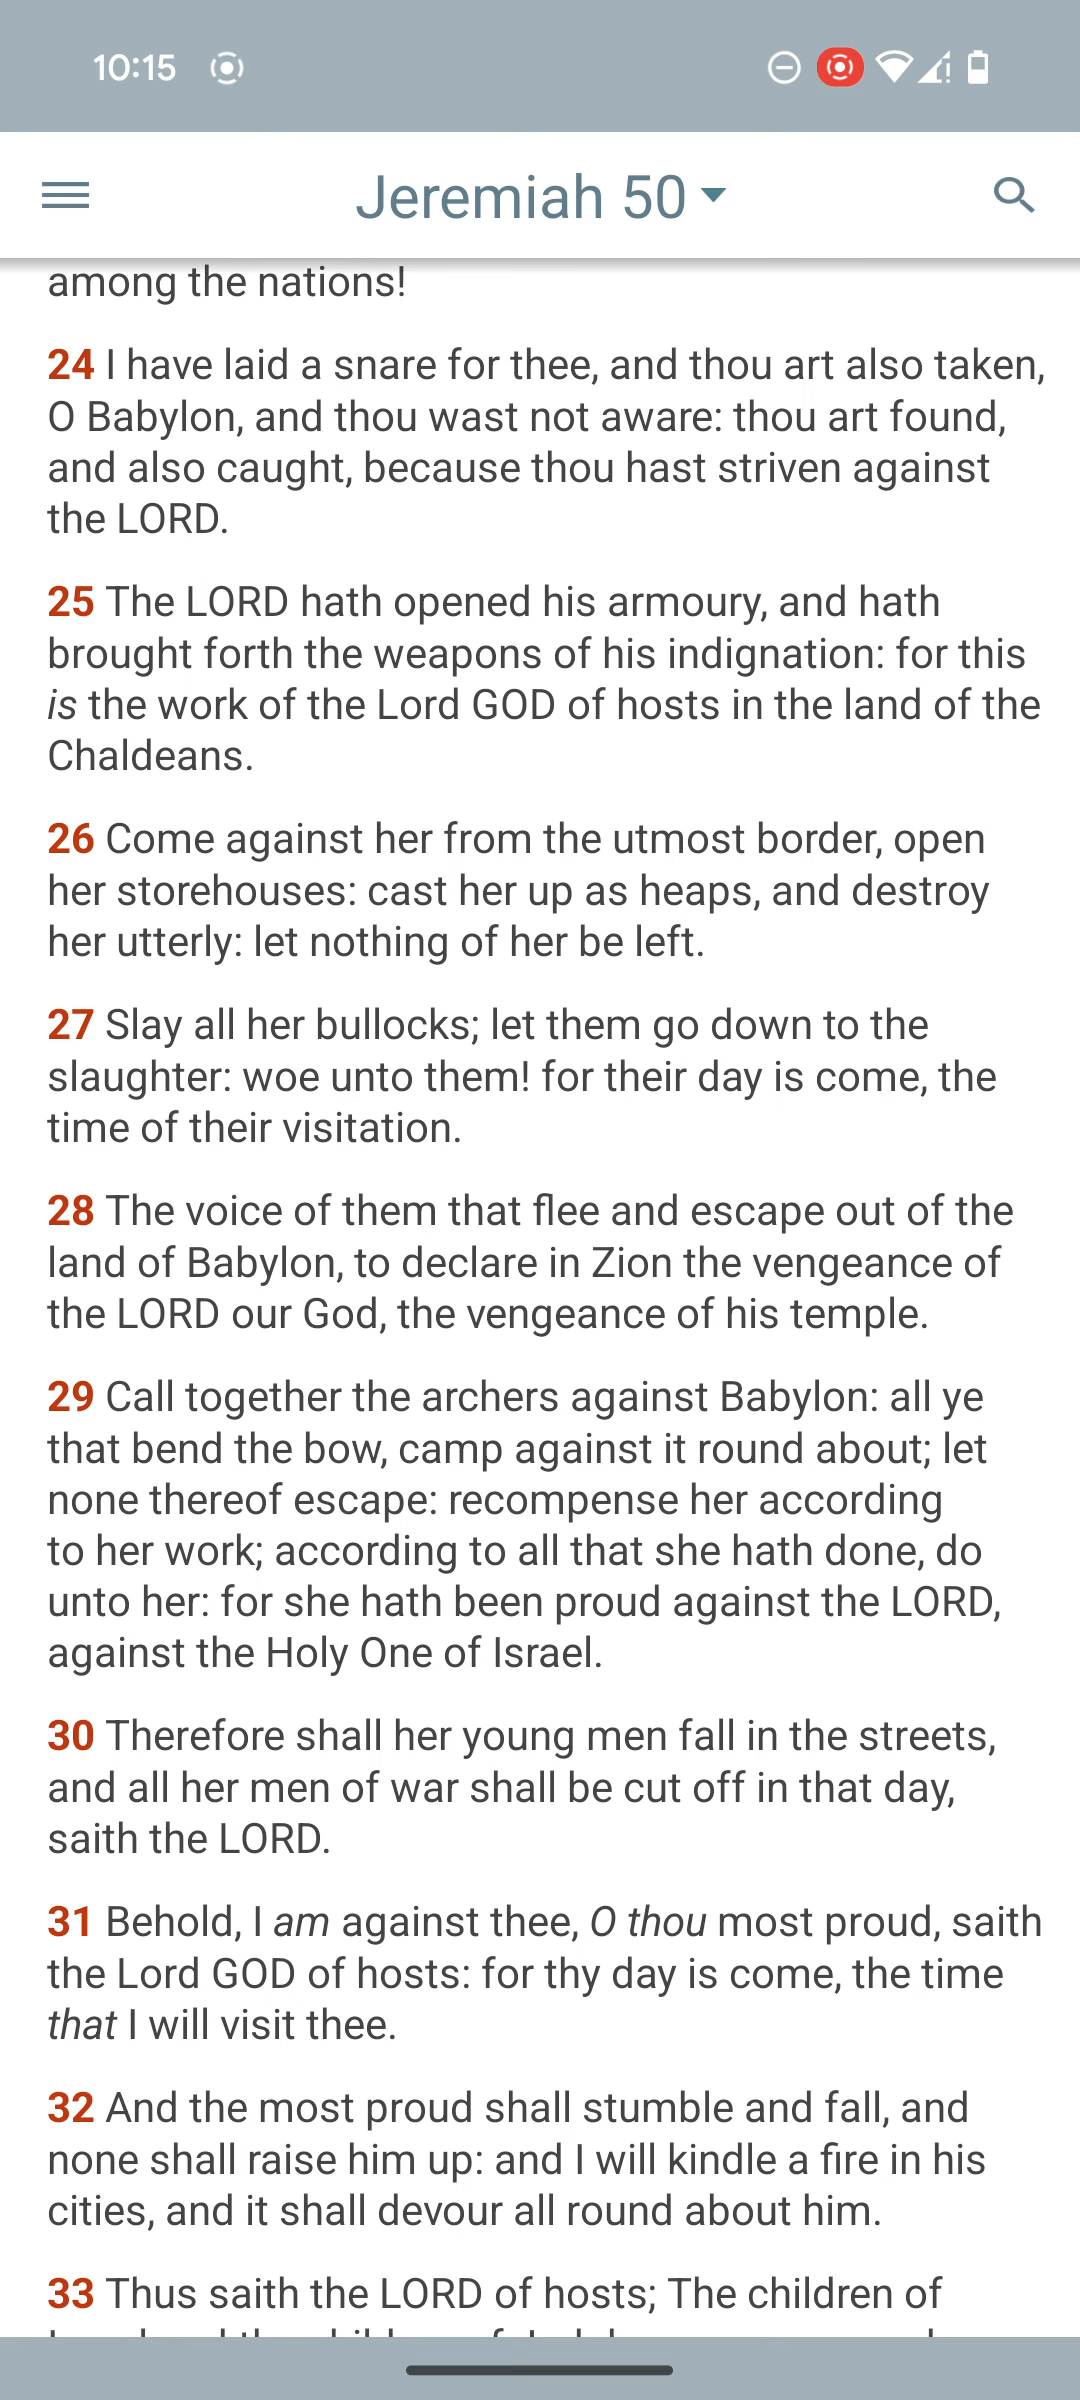 10:15
Jeremiah 50
among the nations!
24 I have laid a snare for thee, and thou art also taken,
O Babylon, and thou wast not aware: thou art found,
and also caught, because thou hast striven against
the LORD.
25 The LORD hath opened his armoury, and hath
brought forth the weapons of his indignation: for this
is the work of the Lord GOD of hosts in the land of the
Chaldeans.
26 Come against her from the utmost border, open
her storehouses: cast her up as heaps, and destroy
her utterly: let nothing of her be left.
27 Slay all her bullocks; let them go down to the
slaughter: woe unto them! for their day is come, the
time of their visitation.
28 The voice of them that flee and escape out of the
land of Babylon, to declare in Zion the vengeance of
the LORD our God, the vengeance of his temple.
29 Call together the archers against Babylon: all ye
that bend the bow, camp against it round about; let
none thereof escape: recompense her according
to her work; according to all that she hath done, do
unto her: for she hath been proud against the LORD,
against the Holy One of Israel.
30 Therefore shall her young men fall in the streets,
and all her men of war shall be cut off in that day,
saith the LORD.
31 Behold, I am against thee, O thou most proud, saith
the Lord GOD of hosts: for thy day is come, the time
that I will visit thee.
32 And the most proud shall stumble and fall, and
none shall raise him up: and I will kindle a fire in his
cities, and it shall devour all round about him.
33 Thus saith the LORD of hosts; The children of